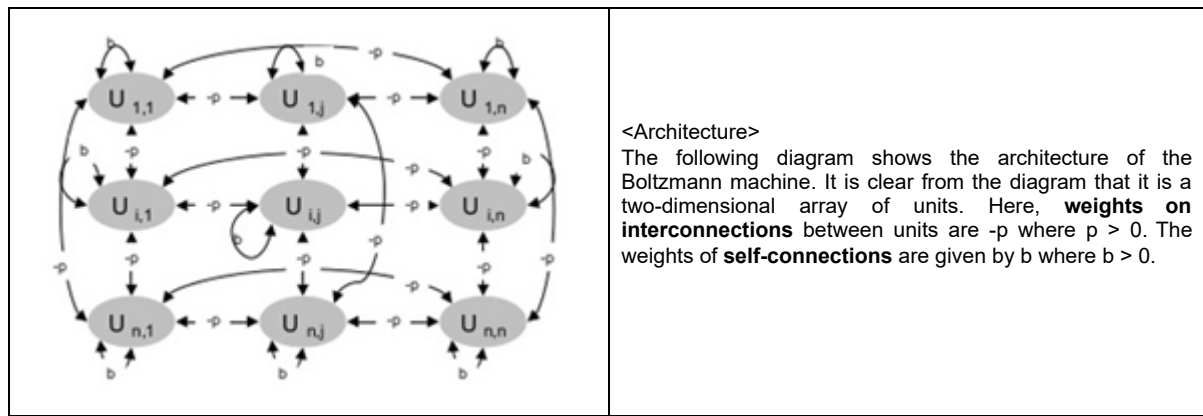 b b b
-p
U 1,1 -p U 1,j -p U 1,n
b -p -p -p b
-p
U i,1 -p U i,j -p U i,n
b
-p -p -p -p -p -p
-p
U n,1 -p U n,j -p U n,n
b b b
<Architecture>
The following diagram shows the architecture of the
Boltzmann machine. It is clear from the diagram that it is a
two-dimensional array of units. Here, weights on
interconnections between units are -p where p > 0. The
weights of self-connections are given by b where b > 0.